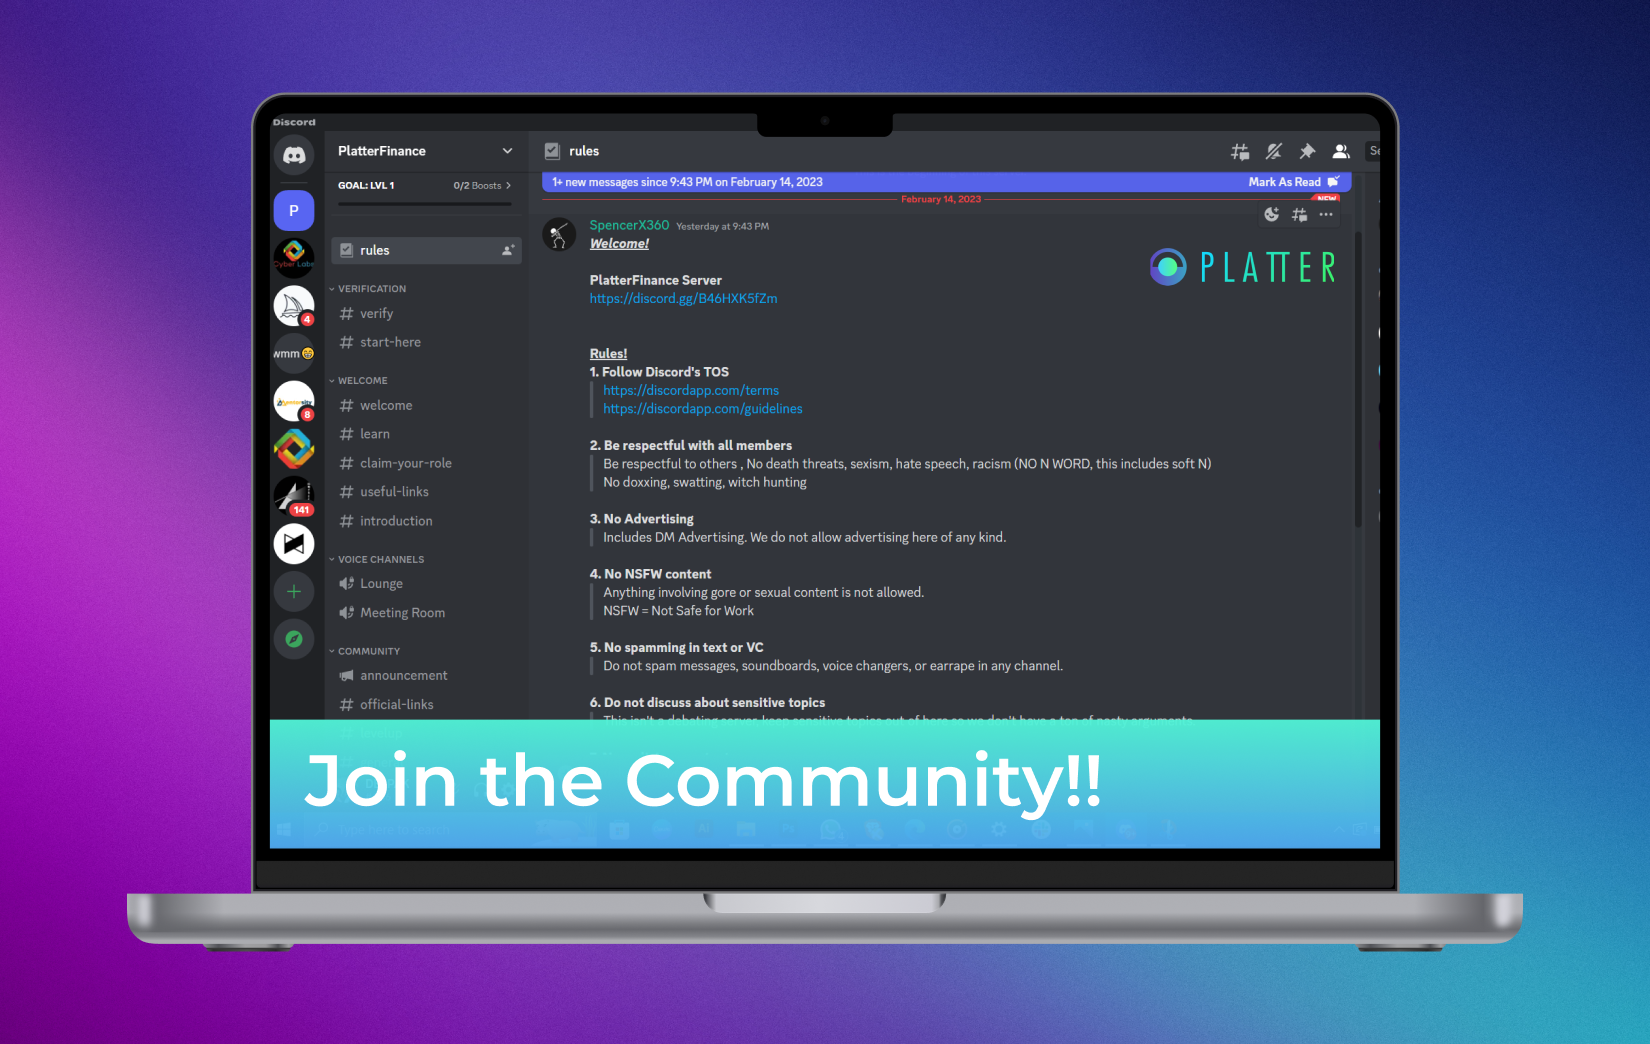 Discord
PlatterFinance
GOAL: LVL 1
0/2 Boosts
rules
VERIFICATION
verify
start-here
WELCOME
welcome
learn
claim-your-role
useful-links
introduction
VOICE CHANNELS
Lounge
Meeting Room
COMMUNITY
announcement
official-links
P
Cyber Labs
4
wmm
8
141
rules
Se
1+ new messages since 9:43 PM on February 14, 2023
Mark As Read
February 14, 2023
NEW
SpencerX360 Yesterday at 9:43 PM
Welcome!
PLATTER
PlatterFinance Server
https://discord.gg/B46HXK5fZm
Rules!
1. Follow Discord's TOS
https://discordapp.com/terms
https://discordapp.com/guidelines
2. Be respectful with all members
Be respectful to others , No death threats, sexism, hate speech, racism (NO N WORD, this includes soft N)
No doxxing, swatting, witch hunting
3. No Advertising
Includes DM Advertising. We do not allow advertising here of any kind.
4. No NSFW content
Anything involving gore or sexual content is not allowed.
NSFW = Not Safe for Work
5. No spamming in text or VC
Do not spam messages, soundboards, voice changers, or earrape in any channel.
6. Do not discuss about sensitive topics
Join the Community!!